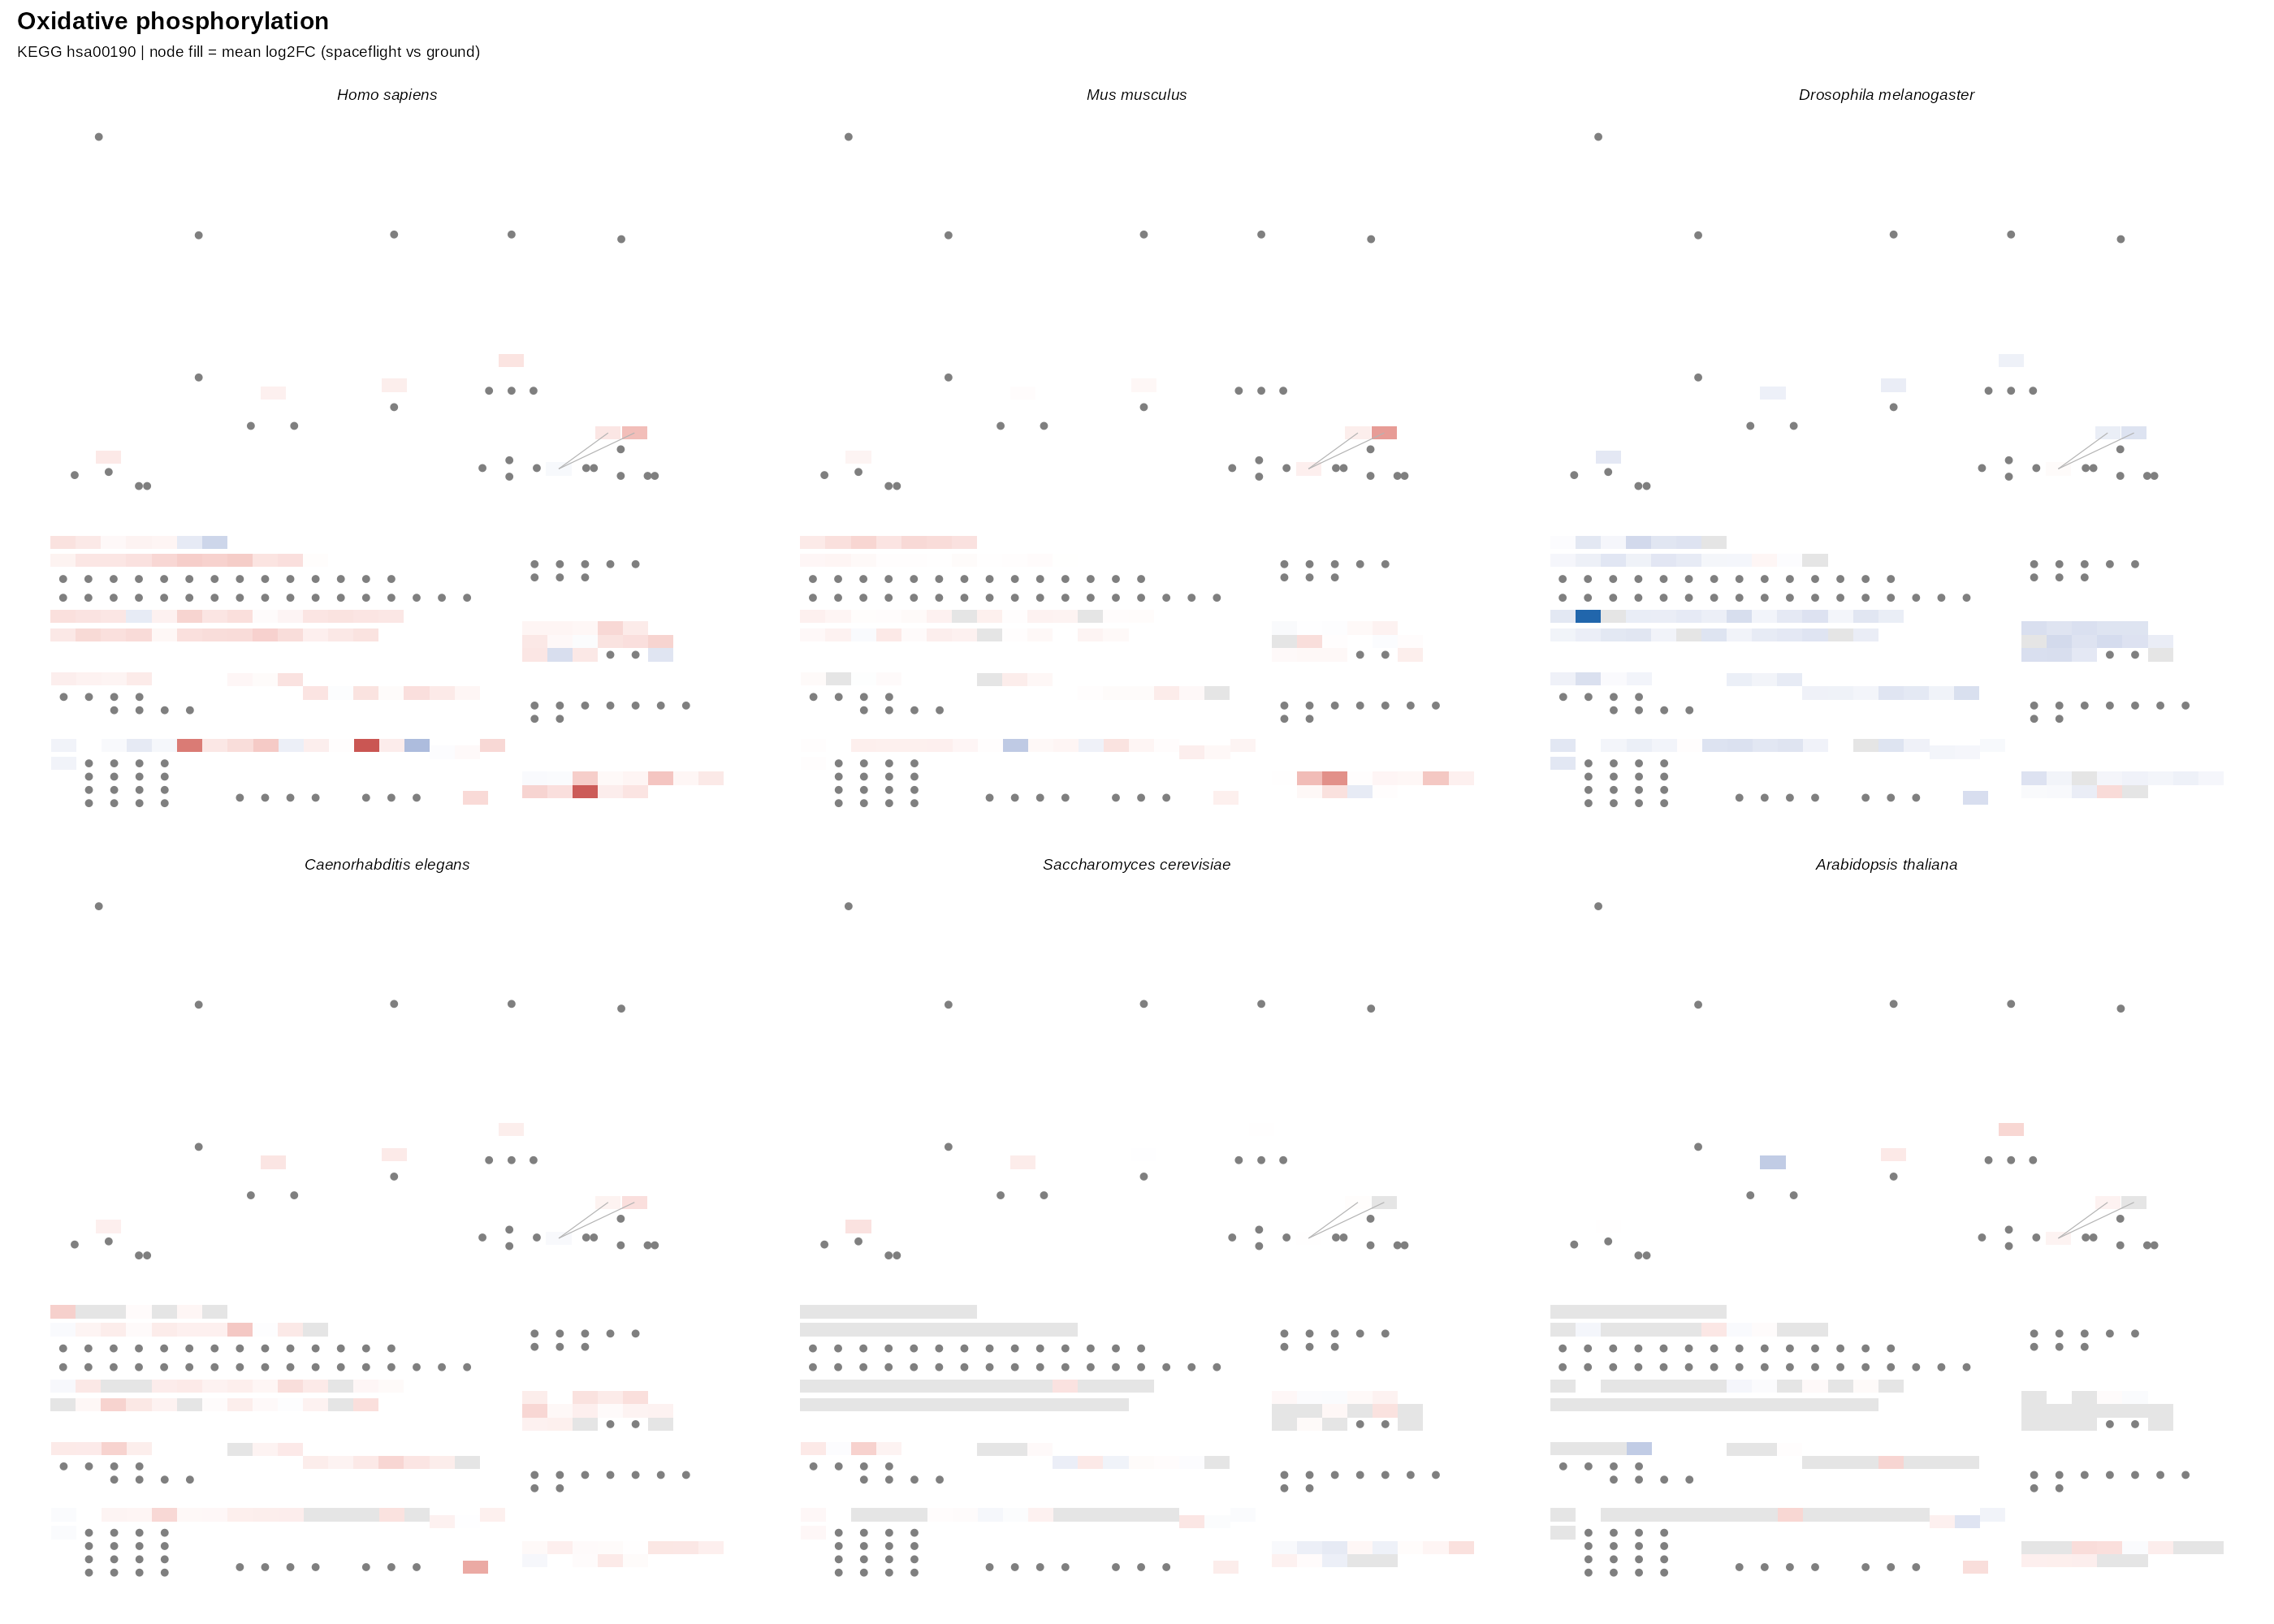 Oxidative phosphorylation
KEGG hsa00190 | node fill = mean log2FC (spaceflight vs ground)
Homo sapiens
Mus musculus
Drosophila melanogaster
Caenorhabditis elegans
Saccharomyces cerevisiae
Arabidopsis thaliana